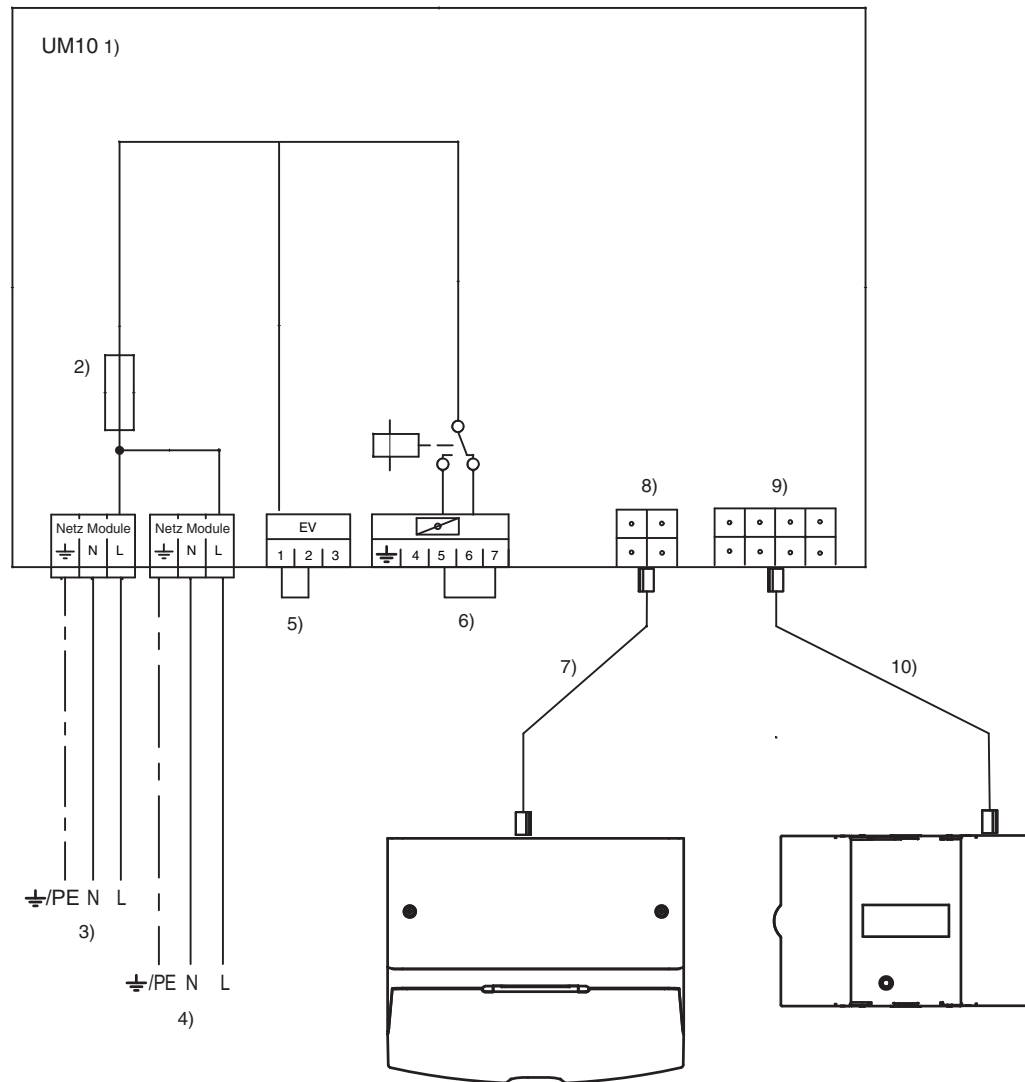 UM10 1)
2)
8)
9)
Netz Module
Netz Module
EV
N L
N L
1 2 3
4 5 6 7
5)
6)
7)
10)
/PE N L
3)
/PE N L
4)